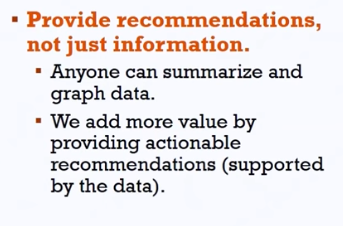 ▪ Provide recommendations,
not just information.
▪ Anyone can summarize and
graph data.
▪ We add more value by
providing actionable
recommendations (supported
by the data).